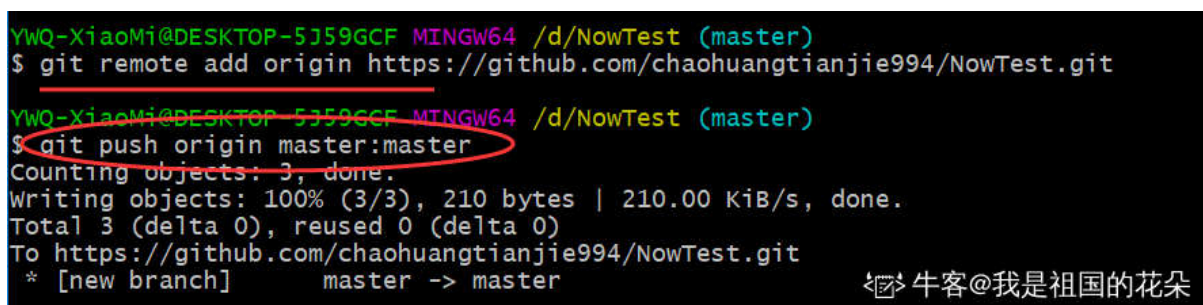 YWQ-XiaoMi@DESKTOP-5J59GCF MINGW64 /d/NowTest (master)
$ git remote add origin https://github.com/chaohuangtianjie994/NowTest.git
YWQ-XiaoMi@DESKTOP-5J59GCF MINGW64 /d/NowTest (master)
$ git push origin master:master
Counting objects: 3, done.
Writing objects: 100% (3/3), 210 bytes | 210.00 KiB/s, done.
Total 3 (delta 0), reused 0 (delta 0)
To https://github.com/chaohuangtianjie994/NowTest.git
 * [new branch]      master -> master
牛客@我是祖国的花朵